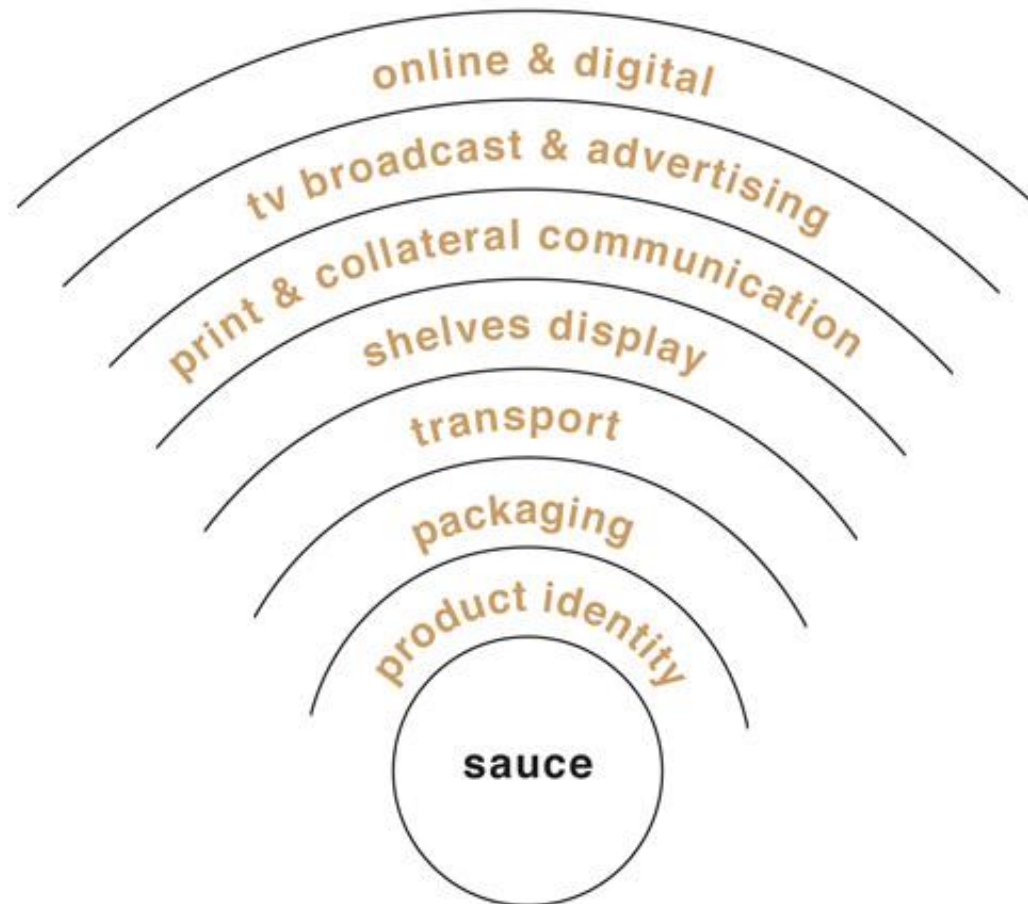 online & digital
tv broadcast & advertising
print & collateral communication
shelves display
transport
packaging
product identity
sauce